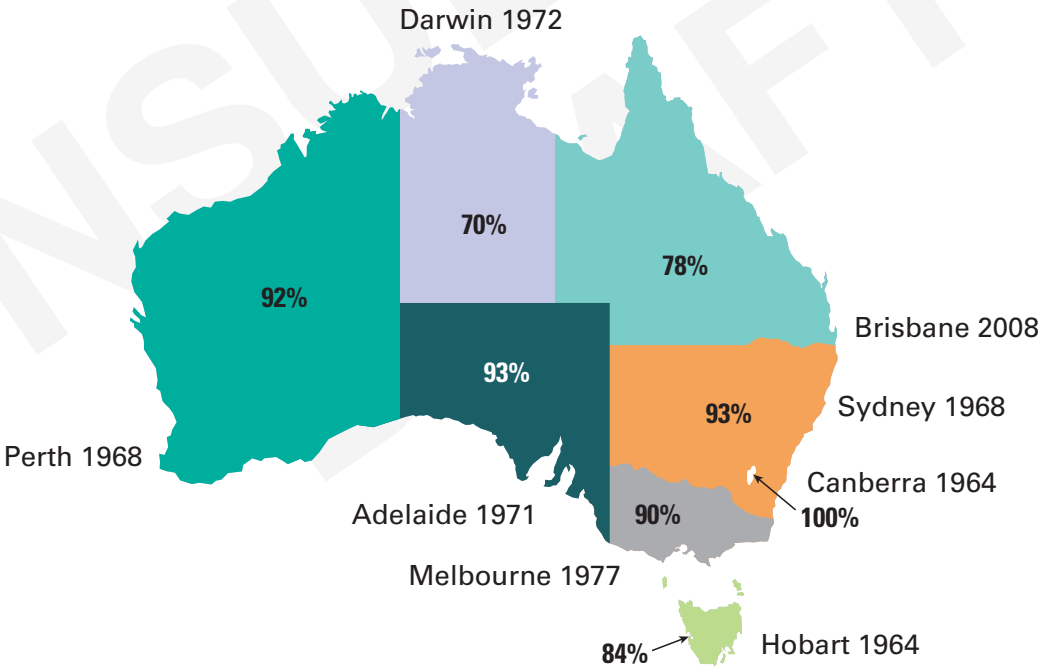 Darwin 1972
70%
78%
92%
Brisbane 2008
93%
Sydney 1968
93%
Perth 1968
Canberra 1964
100%
Adelaide 1971
90%
Melbourne 1977
84%
Hobart 1964